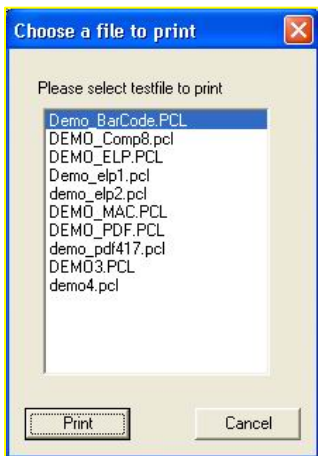 Choose a file to print
Please select testfile to print
Demo_BarCode.PCL
DEMO_Comp8.pcl
DEMO_ELP.PCL
Demo_elp1.pcl
demo_elp2.pcl
DEMO_MAC.PCL
DEMO_PDF.PCL
demo_pdf417.pcl
DEMO3.PCL
demo4.pcl
Print Cancel